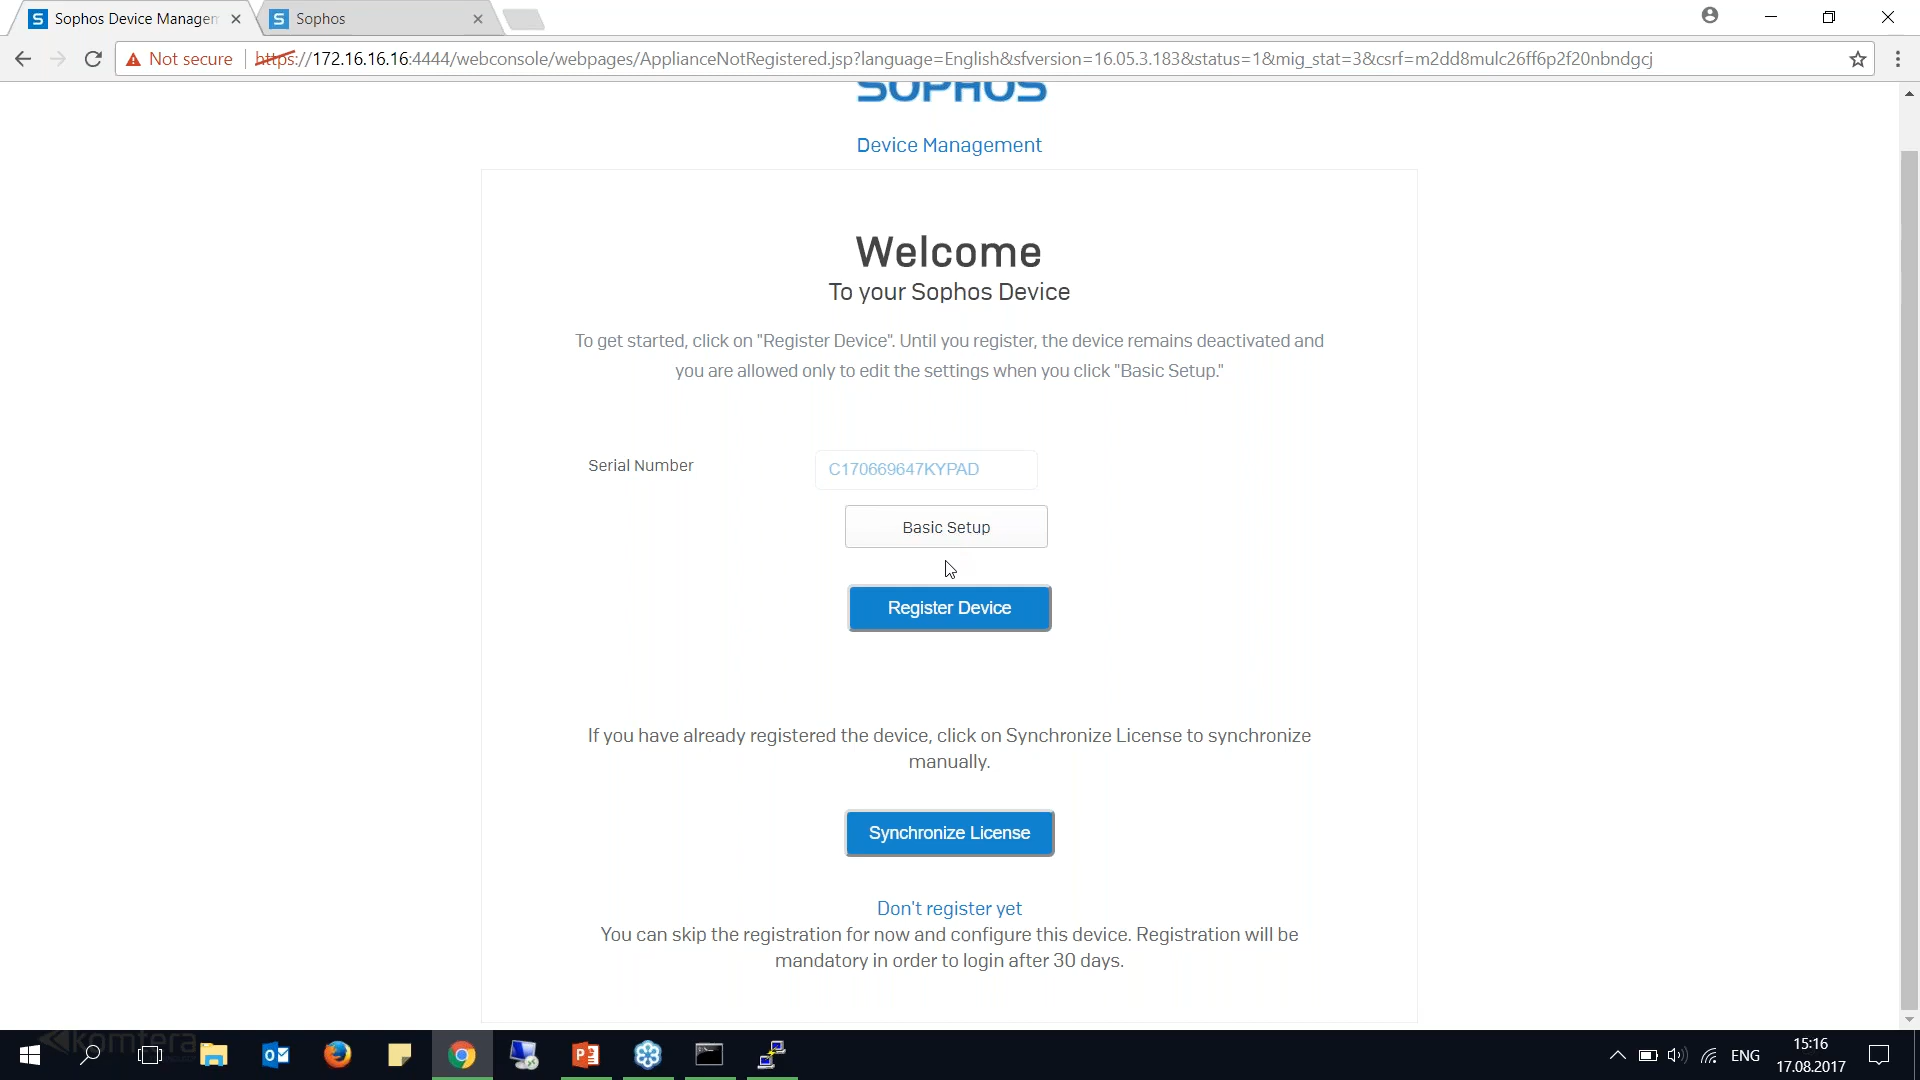 Sophos Device Managem
Sophos
Not secure https://172.16.16.16:4444/webconsole/webpages/ApplianceNotRegistered.jsp?language=English&sfversion=16.05.3.183&status=1&mig_stat=3&csrf=m2dd8mulc26ff6p2f20nbndgcj
SOPHOS
Device Management
Welcome
To your Sophos Device
To get started, click on "Register Device". Until you register, the device remains deactivated and
you are allowed only to edit the settings when you click "Basic Setup."
Serial Number
C170669647KYPAD
Basic Setup
Register Device
If you have already registered the device, click on Synchronize License to synchronize
manually.
Synchronize License
Don't register yet
You can skip the registration for now and configure this device. Registration will be
mandatory in order to login after 30 days.
komtera
ENG
15:16
17.08.2017